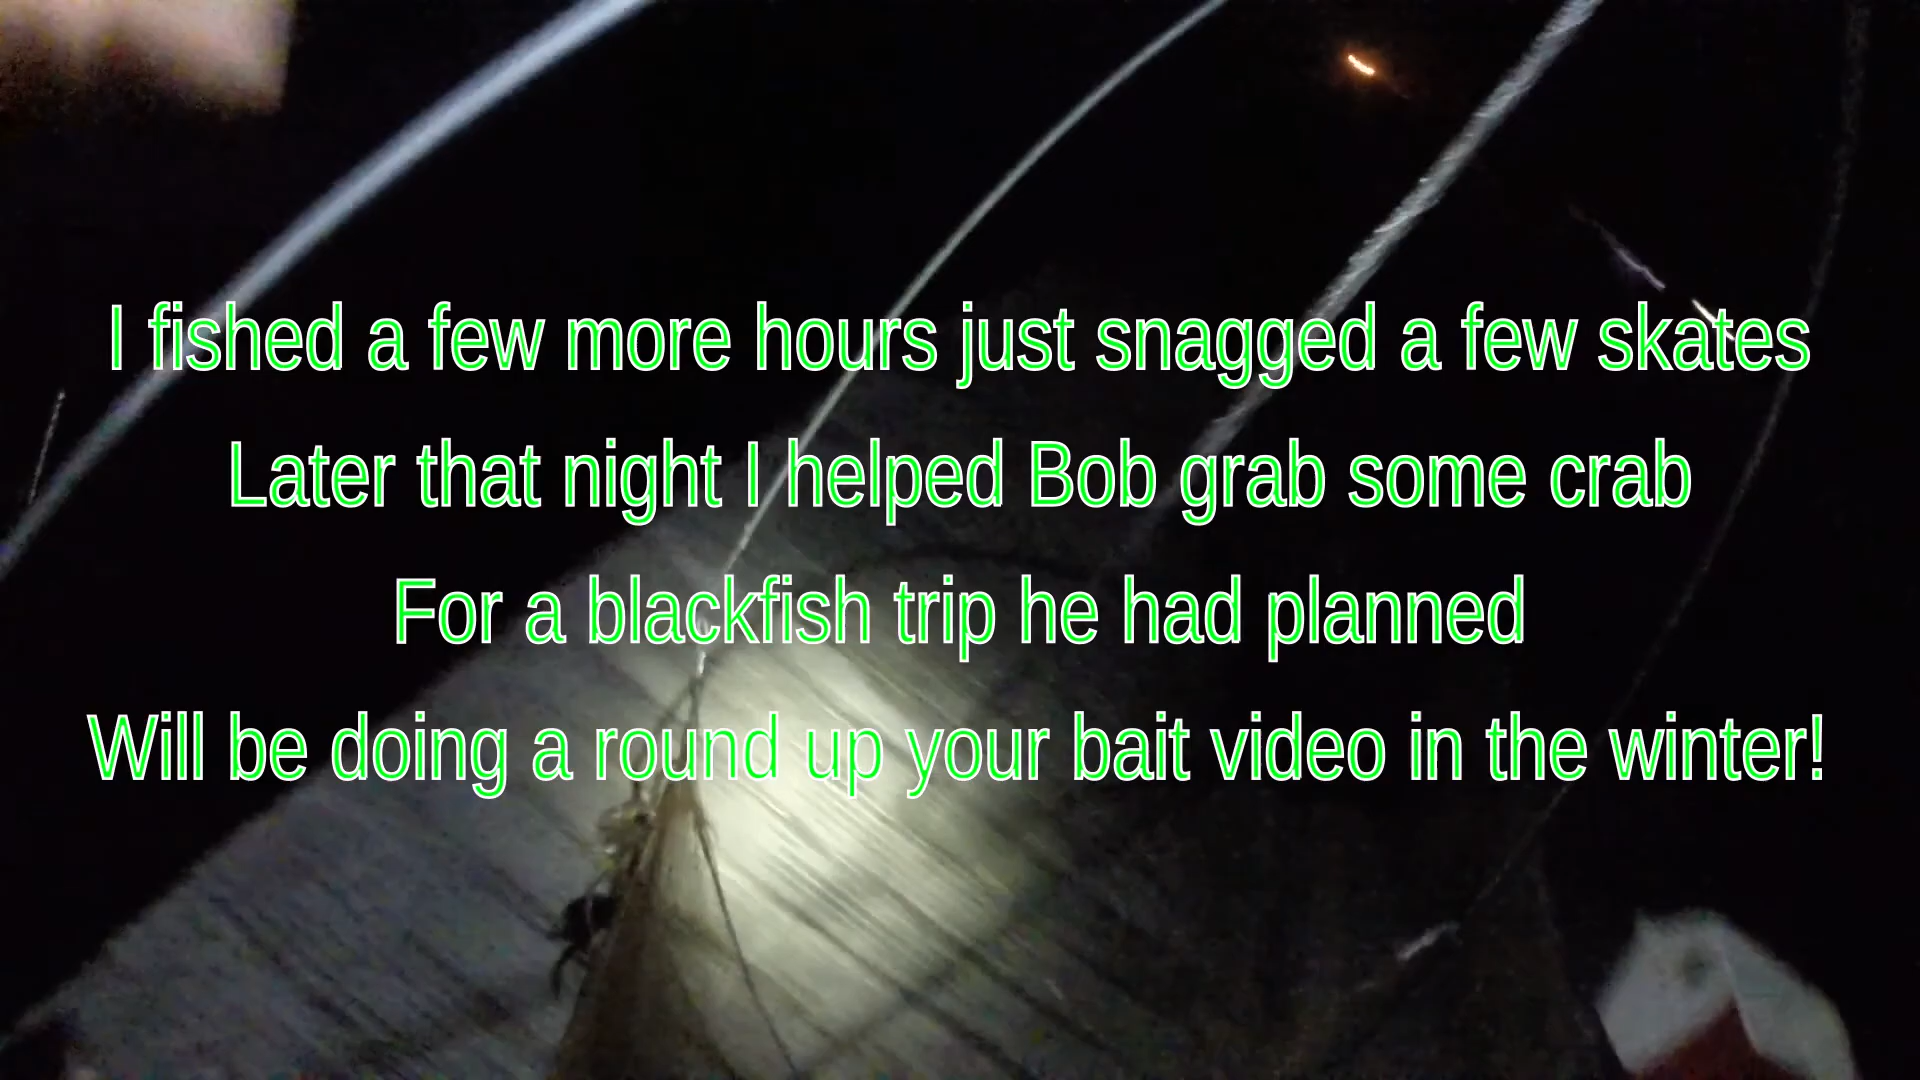 I fished a few more hours just snagged a few skates
Later that night I helped Bob grab some crab
For a blackfish trip he had planned
Will be doing a round up your bait video in the winter!